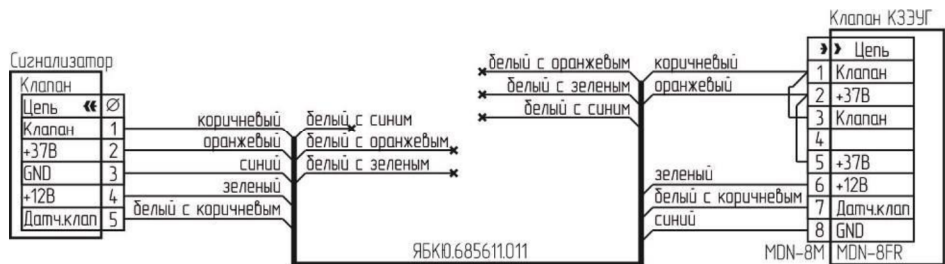 Клапан КЗЭУГ
Сигнализатор
Клапан
Цепь
Клапан 1 коричневый
+37В 2 оранжевый
GND 3 синий
+12В 4 зеленый
Датч.клап 5 белый с коричневым
белый с синим
белый с оранжевым
белый с зеленым
белый с оранжевым
белый с зеленым
белый с синим
Цепь
коричневый 1 Клапан
оранжевый 2 +37В
3 Клапан
4
5 +37В
зеленый 6 +12В
белый с коричневым 7 Датч.клап
синий 8 GND
ЯБКЮ.685611.011
MDN-8M MDN-8FR